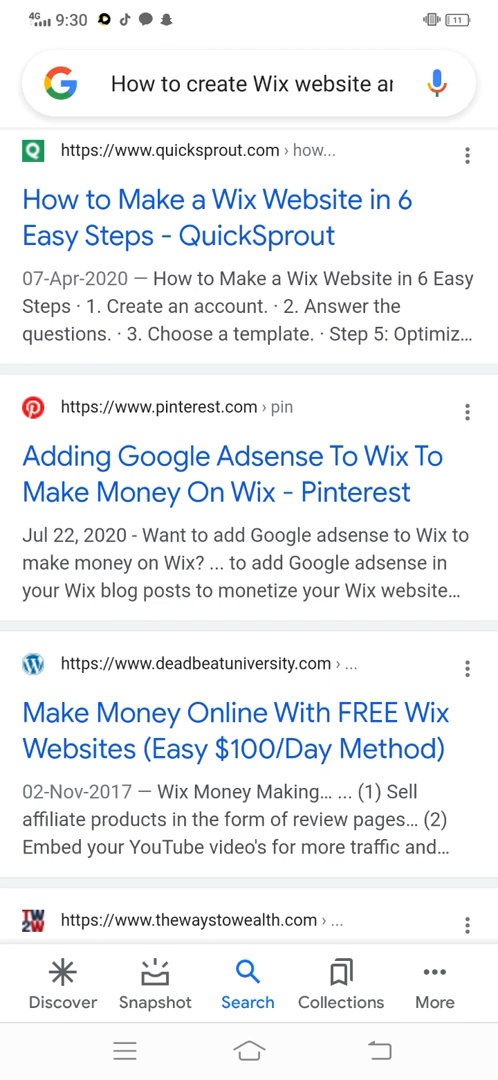 4G 9:30 11
How to create Wix website ar
https://www.quicksprout.com › how...
How to Make a Wix Website in 6
Easy Steps - QuickSprout
07-Apr-2020 — How to Make a Wix Website in 6 Easy
Steps · 1. Create an account. · 2. Answer the
questions. · 3. Choose a template. · Step 5: Optimiz...
https://www.pinterest.com › pin
Adding Google Adsense To Wix To
Make Money On Wix - Pinterest
Jul 22, 2020 - Want to add Google adsense to Wix to
make money on Wix? ... to add Google adsense in
your Wix blog posts to monetize your Wix website...
https://www.deadbeatuniversity.com › ...
Make Money Online With FREE Wix
Websites (Easy $100/Day Method)
02-Nov-2017 — Wix Money Making... ... (1) Sell
affiliate products in the form of review pages... (2)
Embed your YouTube video's for more traffic and...
TW
2W
https://www.thewaystowealth.com › ...
Discover Snapshot Search Collections More